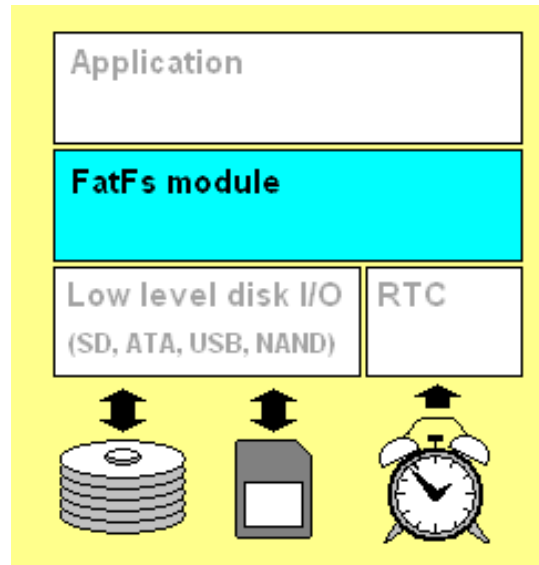 Application
FatFs module
Low level disk I/O
(SD, ATA, USB, NAND)
RTC